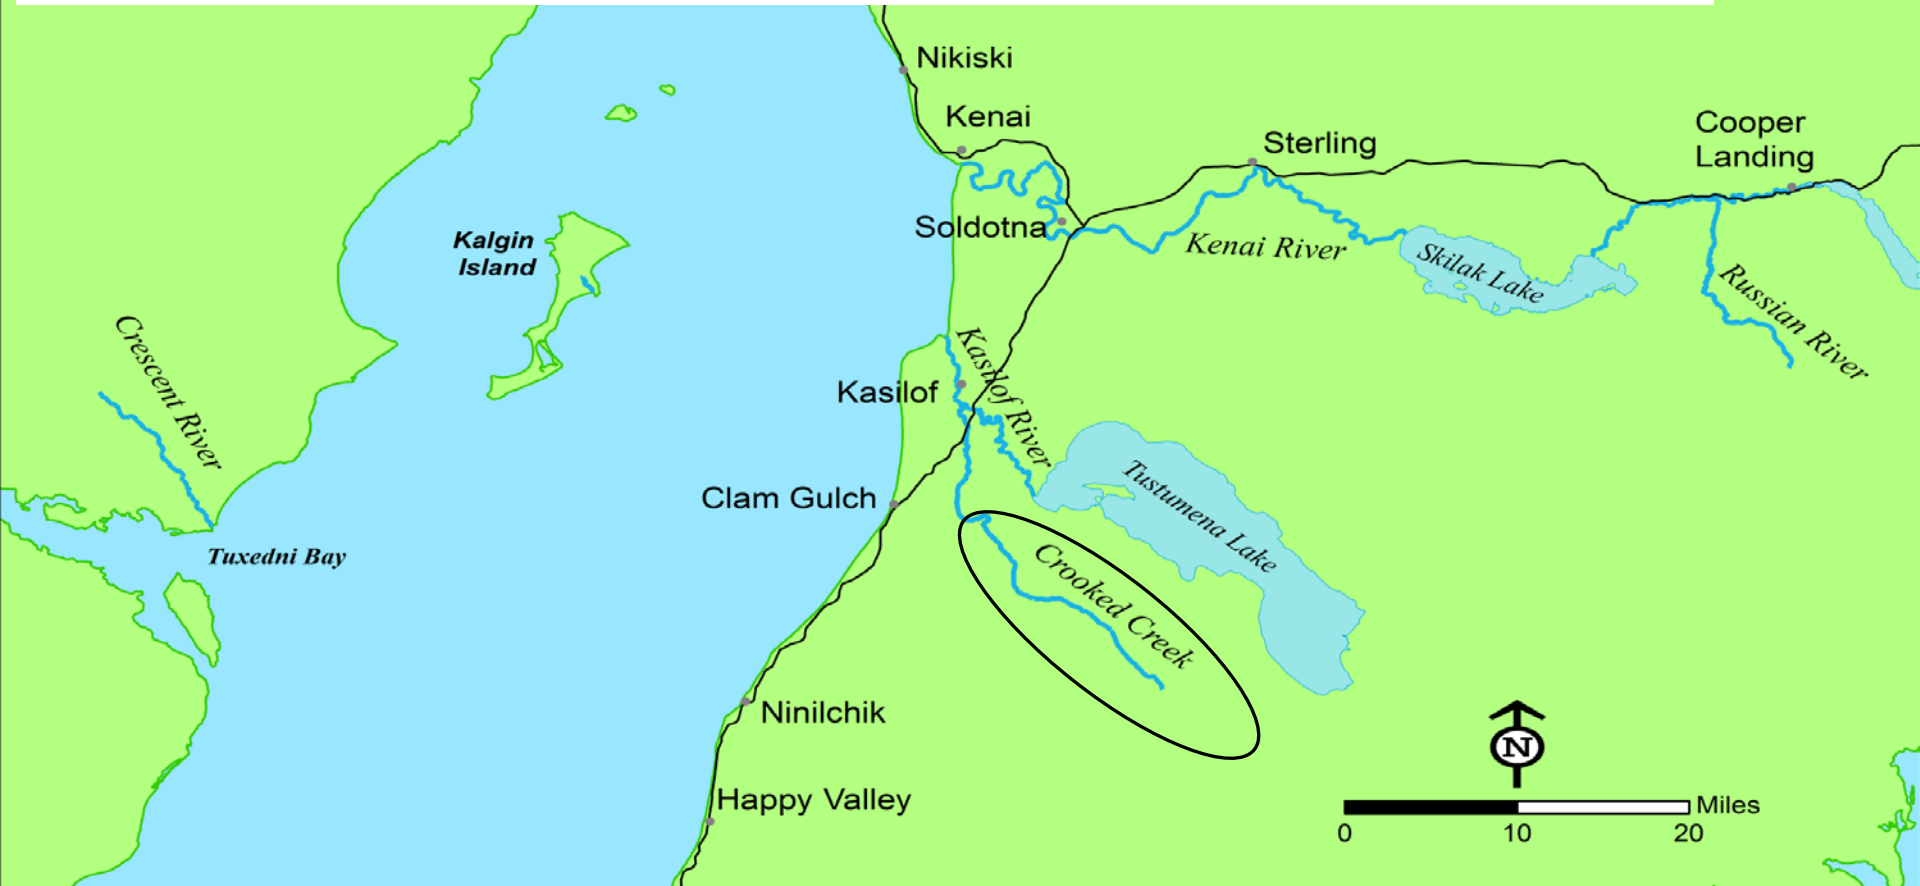 Nikiski
Kenai
Sterling
Cooper
Landing
Soldotna
Kenai River
Kalgin
Island
Skilak Lake
Russian River
Crescent River
Kasilof River
Kasilof
Clam Gulch
Tustumena Lake
Tuxedni Bay
Crooked Creek
Ninilchik
N
Happy Valley
Miles
0 10 20